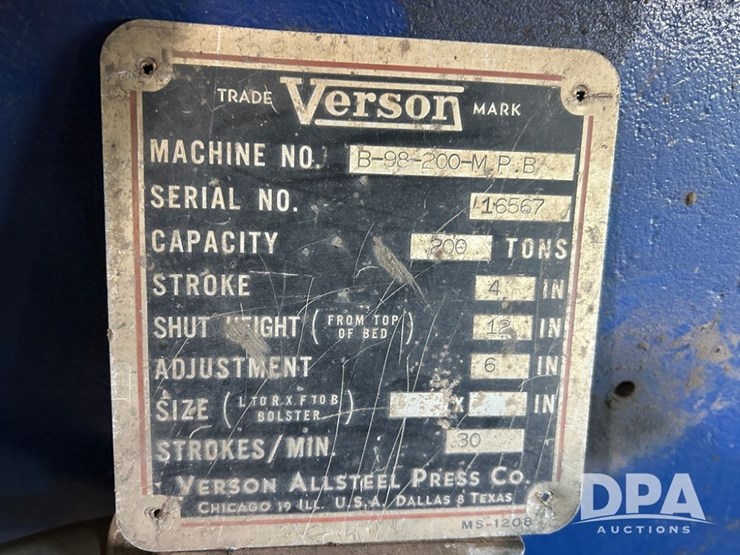 TRADE Verson MARK
MACHINE NO. B-98-200-M.P.B
SERIAL NO. 16567
CAPACITY 200 TONS
STROKE 4 IN
SHUT HEIGHT (FROM TOP OF BED) 12 IN
ADJUSTMENT 6 IN
SIZE (L TO R. X. F TO B BOLSTER) X IN
STROKES/MIN. 30
VERSON ALLSTEEL PRESS CO.
CHICAGO 19 ILL. U.S.A. DALLAS 8 TEXAS
MS-1208
DPA
AUCTIONS